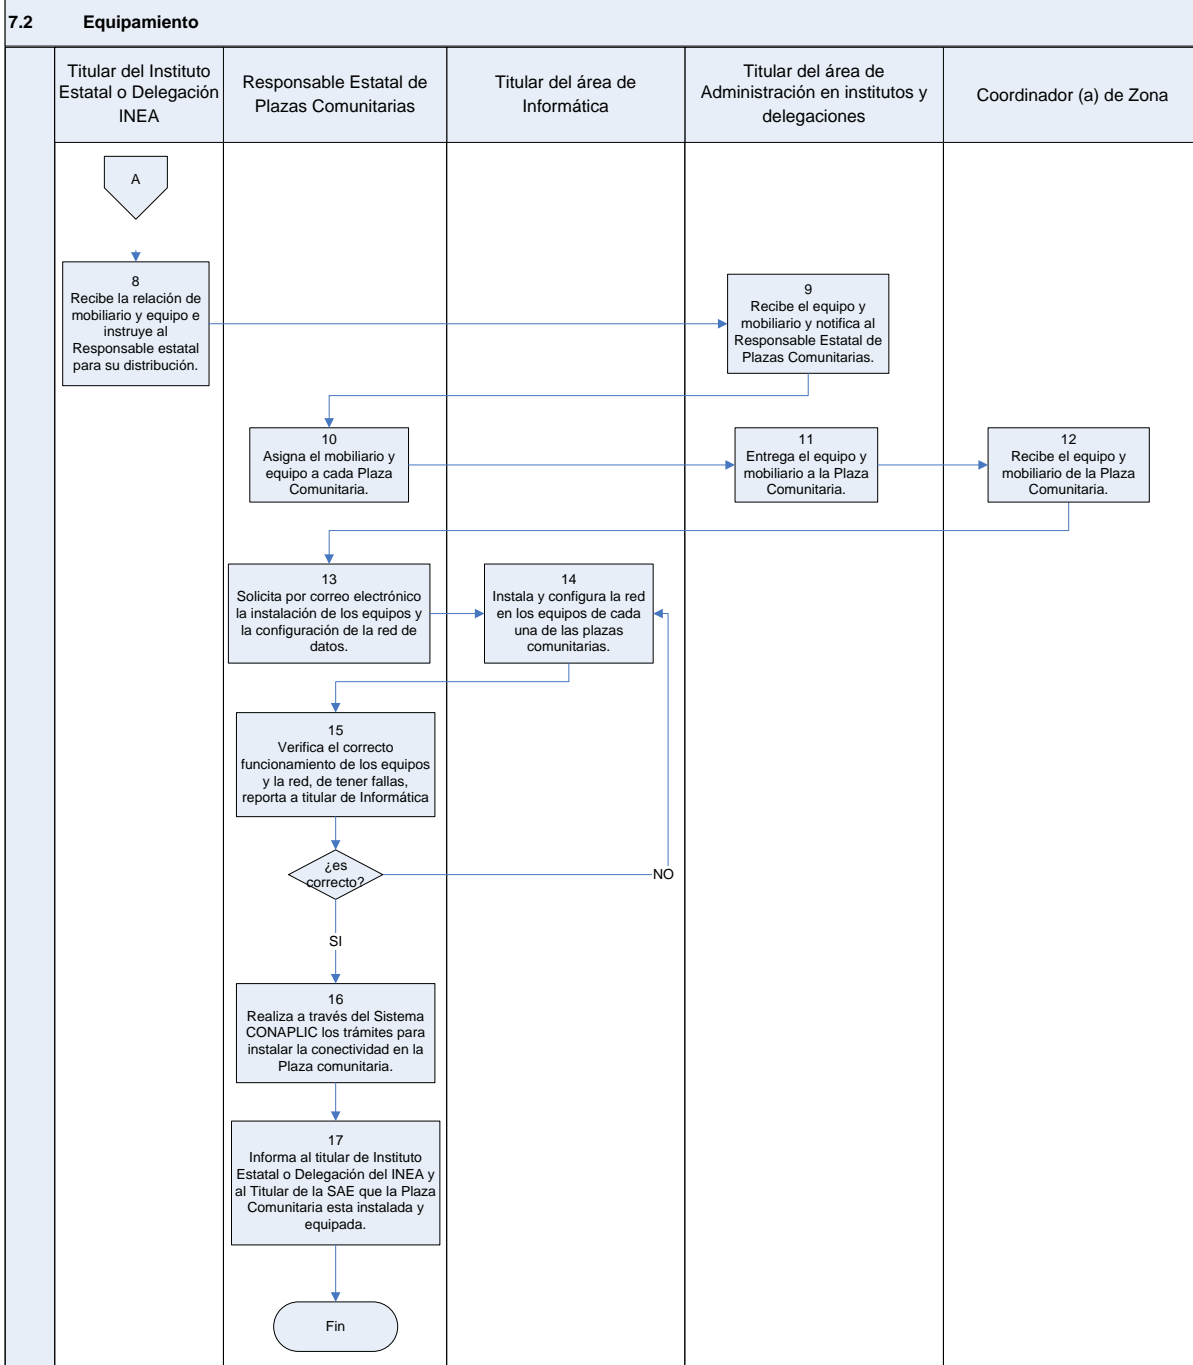 7.2 Equipamiento
Titular del Instituto
Estatal o Delegación
INEA
Responsable Estatal de
Plazas Comunitarias
Titular del área de
Informática
Titular del área de
Administración en institutos y
delegaciones
Coordinador (a) de Zona
A
8
Recibe la relación de
mobiliario y equipo e
instruye al
Responsable estatal
para su distribución.
9
Recibe el equipo y
mobiliario y notifica al
Responsable Estatal de
Plazas Comunitarias.
10
Asigna el mobiliario y
equipo a cada Plaza
Comunitaria.
11
Entrega el equipo y
mobiliario a la Plaza
Comunitaria.
12
Recibe el equipo y
mobiliario de la Plaza
Comunitaria.
13
Solicita por correo electrónico
la instalación de los equipos y
la configuración de la red de
datos.
14
Instala y configura la red
en los equipos de cada
una de las plazas
comunitarias.
15
Verifica el correcto
funcionamiento de los equipos
y la red, de tener fallas,
reporta a titular de Informática
¿es
correcto?
NO
SI
16
Realiza a través del Sistema
CONAPLIC los trámites para
instalar la conectividad en la
Plaza comunitaria.
17
Informa al titular de Instituto
Estatal o Delegación del INEA y
al Titular de la SAE que la Plaza
Comunitaria esta instalada y
equipada.
Fin